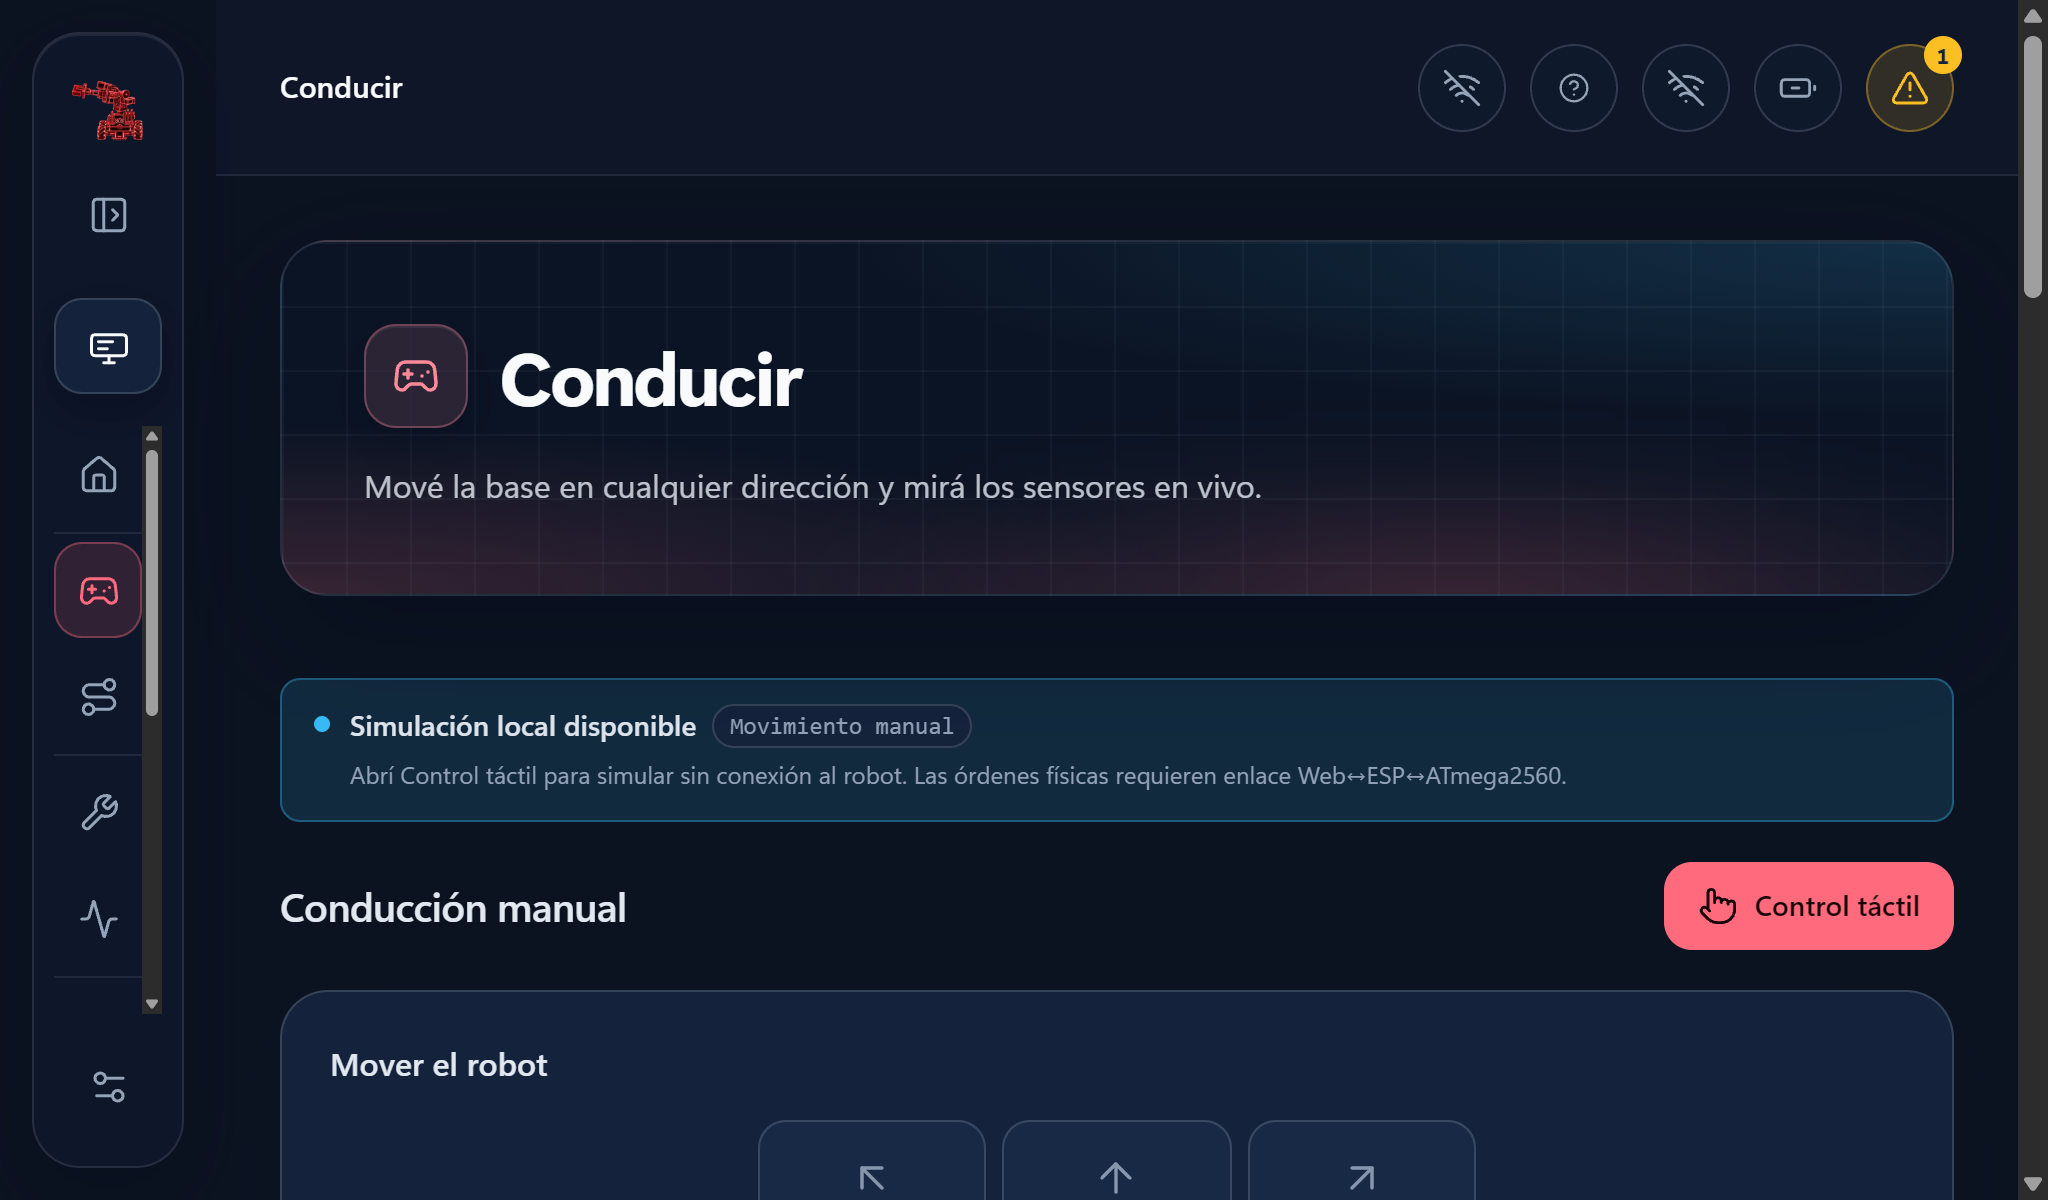 Conducir
1
Conducir
Mové la base en cualquier dirección y mirá los sensores en vivo.
Simulación local disponible
Movimiento manual
Abrí Control táctil para simular sin conexión al robot. Las órdenes físicas requieren enlace Web↔ESP↔ATmega2560.
Conducción manual
Control táctil
Mover el robot